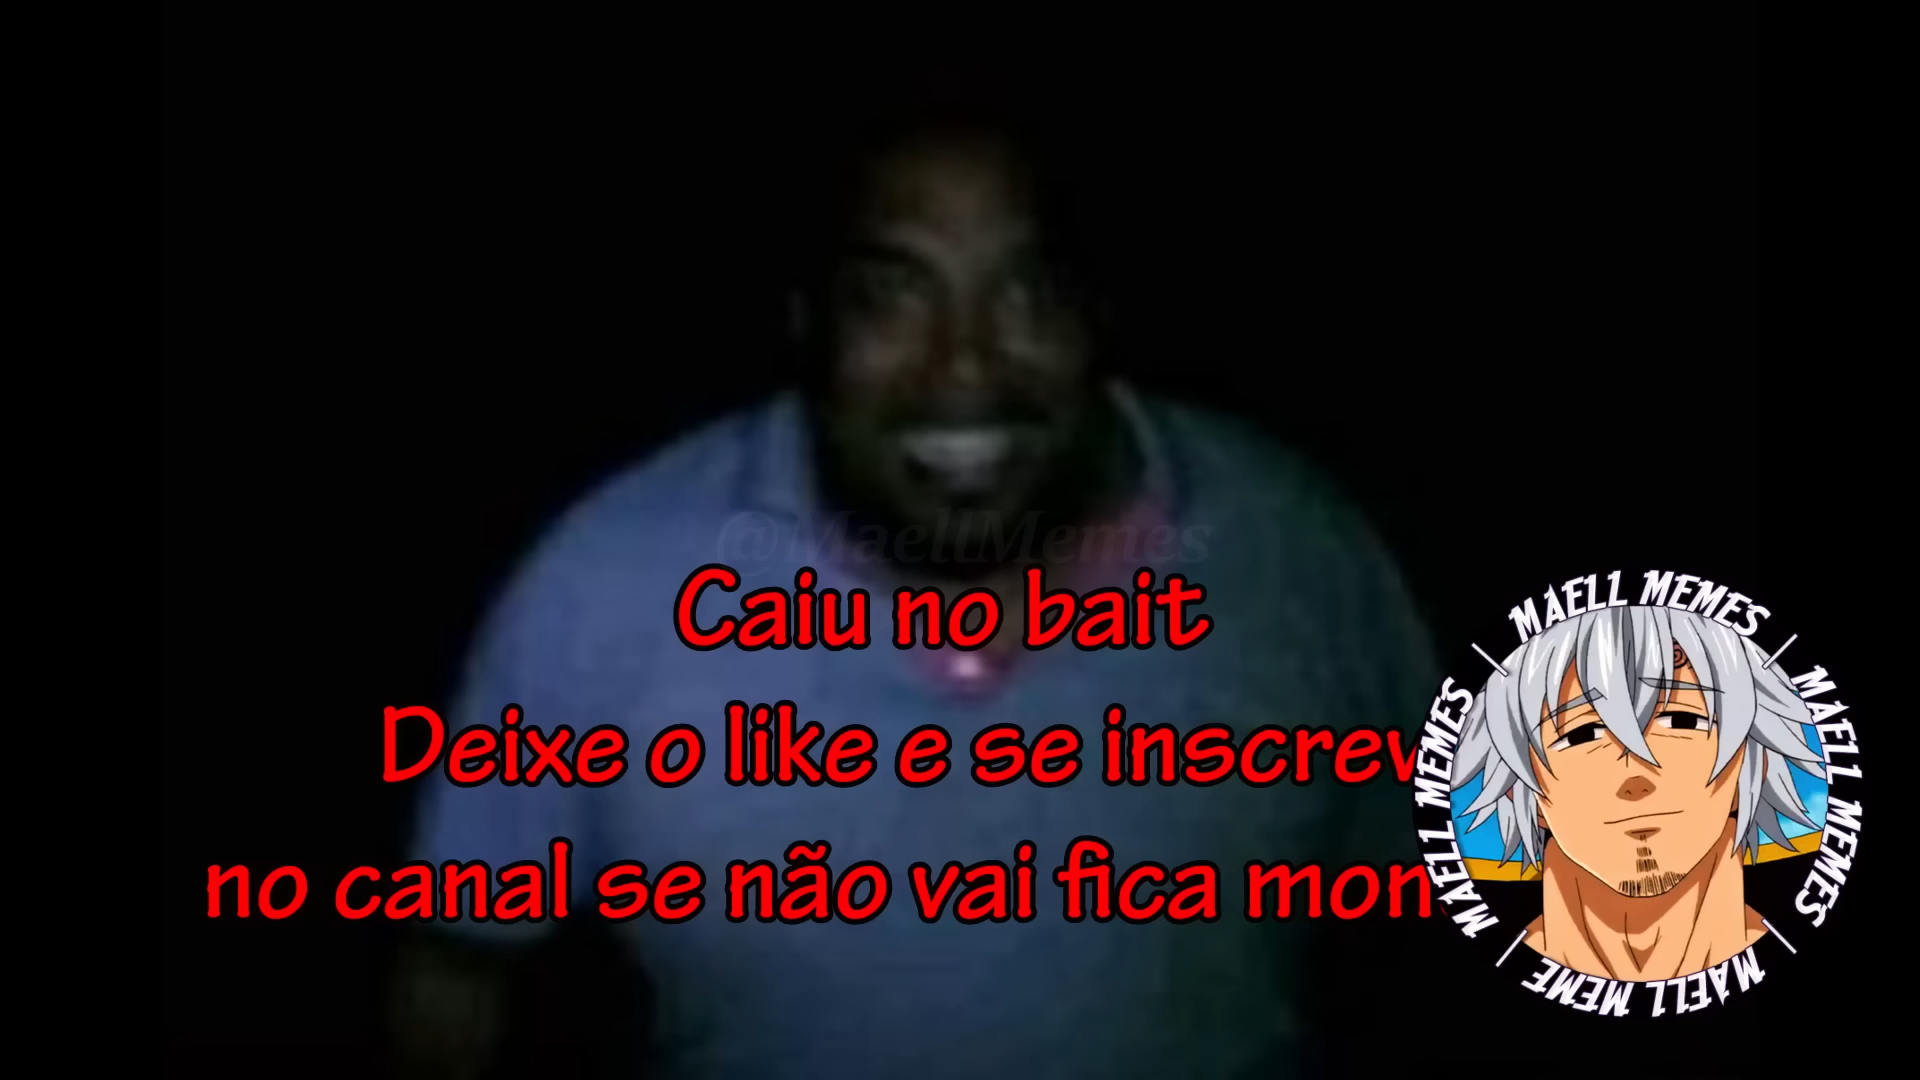 @MaellMemes
Caiu no bait
Deixe o like e se inscrev
no canal se não vai fica mon
MAELL MEMES
MAELL MEMES
MAELL MEME
MAELL MEMES